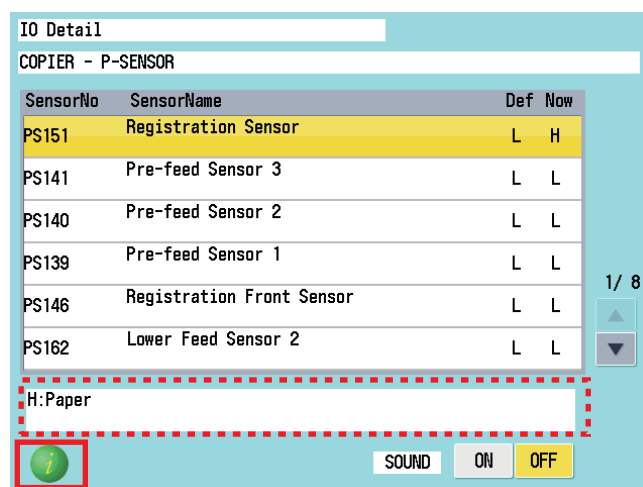 IO Detail
COPIER - P-SENSOR
SensorNo SensorName Def Now
PS151 Registration Sensor L H
PS141 Pre-feed Sensor 3 L L
PS140 Pre-feed Sensor 2 L L
PS139 Pre-feed Sensor 1 L L
1/ 8
PS146 Registration Front Sensor L L
PS162 Lower Feed Sensor 2 L L
H:Paper
i
SOUND ON OFF